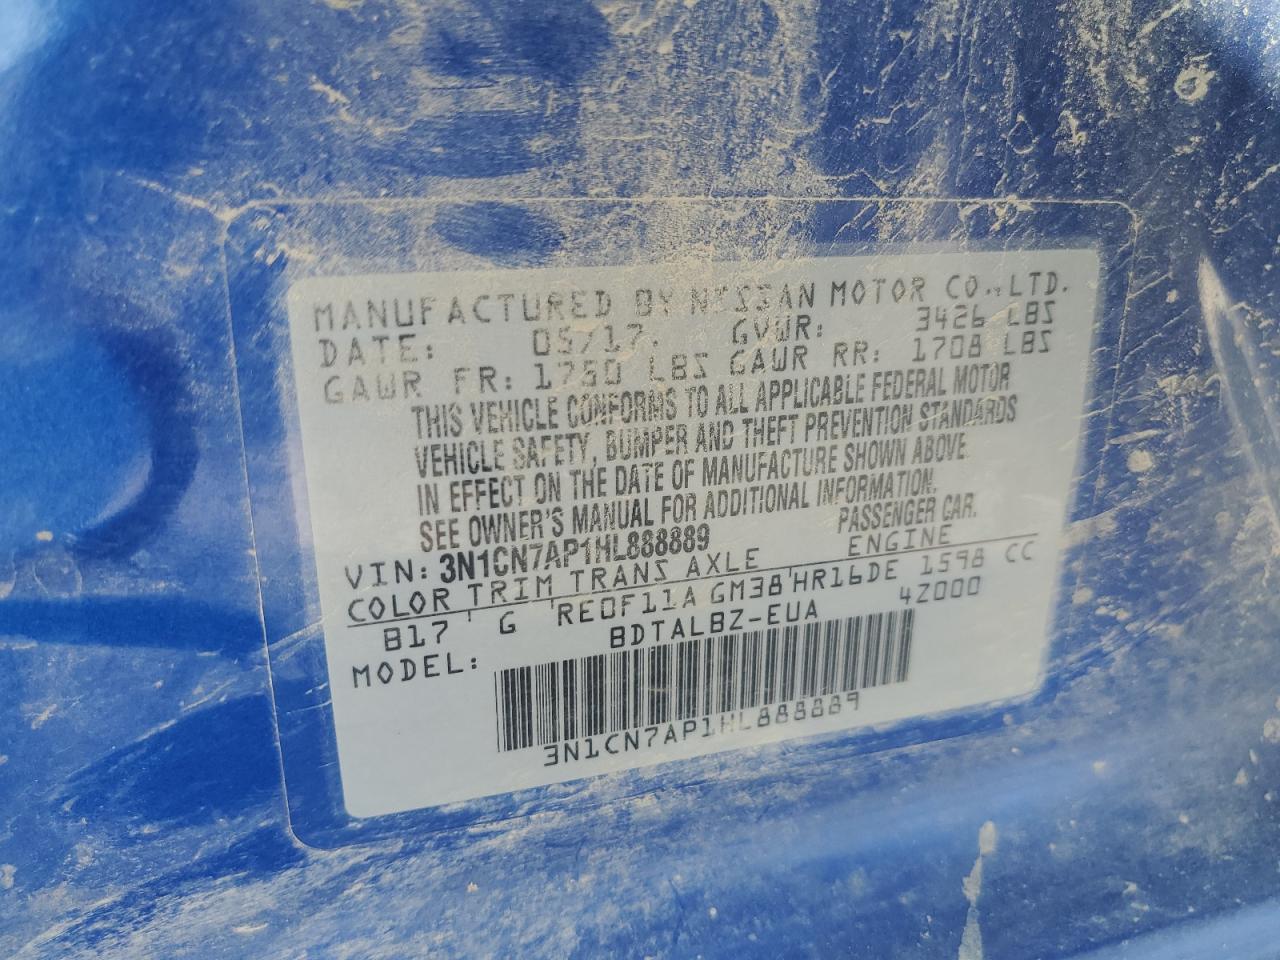 MANUFACTURED BY NISSAN MOTOR CO., LTD.
DATE: 05/17. GVWR: 3426 LBS
GAWR FR: 1750 LBS GAWR RR: 1708 LBS
THIS VEHICLE CONFORMS TO ALL APPLICABLE FEDERAL MOTOR
VEHICLE SAFETY, BUMPER AND THEFT PREVENTION STANDARDS
IN EFFECT ON THE DATE OF MANUFACTURE SHOWN ABOVE.
SEE OWNER'S MANUAL FOR ADDITIONAL INFORMATION.
VIN: 3N1CN7AP1HL888889 PASSENGER CAR.
COLOR TRIM TRANS AXLE ENGINE
B17 G RE0F11A GM38 HR16DE 1598 CC
MODEL: BDTALBZ-EUA 4Z000
3N1CN7AP1HL888889